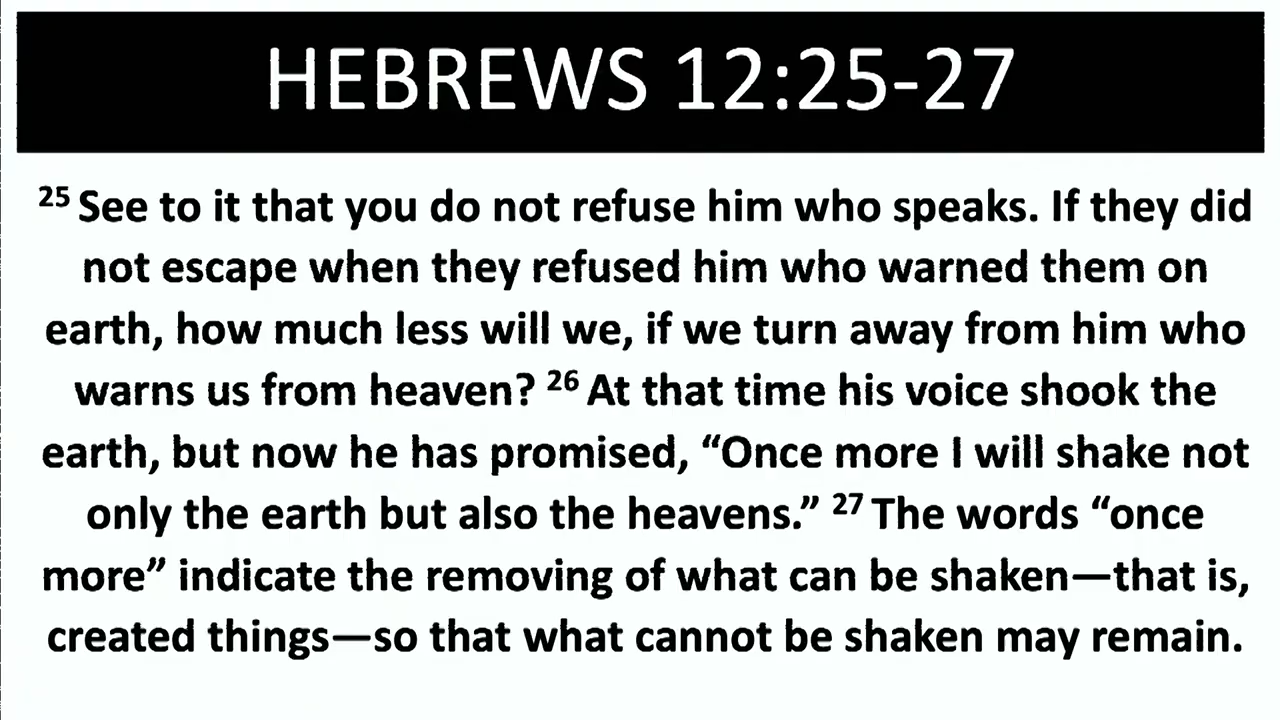 HEBREWS 12:25-27
25 See to it that you do not refuse him who speaks. If they did
not escape when they refused him who warned them on
earth, how much less will we, if we turn away from him who
warns us from heaven? 26 At that time his voice shook the
earth, but now he has promised, “Once more I will shake not
only the earth but also the heavens.” 27 The words “once
more” indicate the removing of what can be shaken—that is,
created things—so that what cannot be shaken may remain.